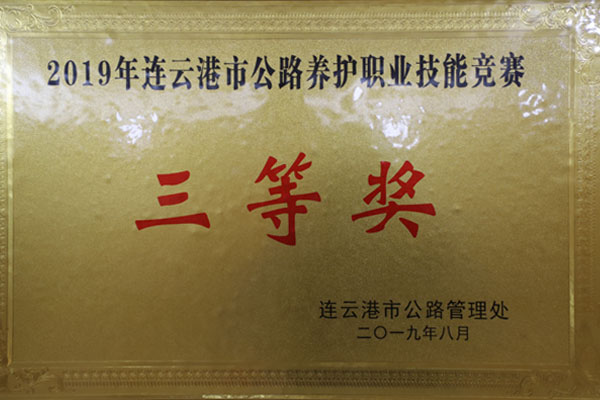 2019年连云港市公路养护职业技能竞赛
三等奖
连云港市公路管理处
二〇一九年八月